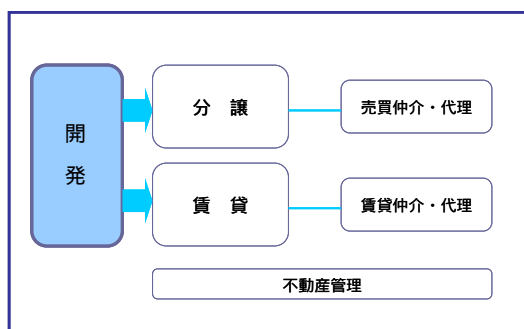 開
発
分　譲
売買仲介・代理
賃　貸
賃貸仲介・代理
不動産管理